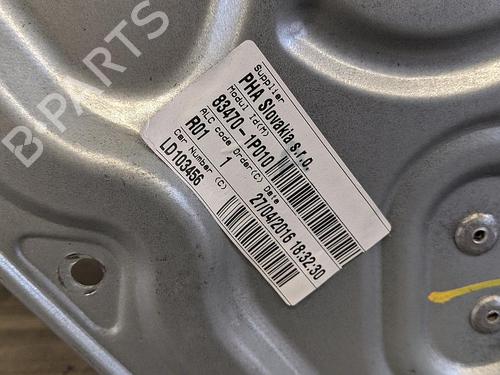 B-PARTS
Supplier
PHA Slovakia s.r.o.
Modul Id(M)
83470-1P010
ALC code Order(C) Date
R01 1 27/04/2016 18:32:30
Car Number (C)
LD103456